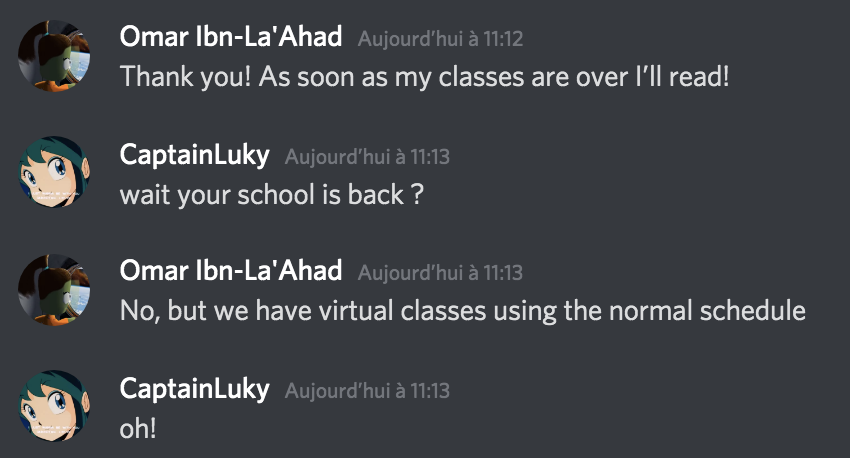 Omar Ibn-La'Ahad Aujourd’hui à 11:12
Thank you! As soon as my classes are over I’ll read!
CaptainLuky Aujourd’hui à 11:13
wait your school is back ?
Omar Ibn-La'Ahad Aujourd’hui à 11:13
No, but we have virtual classes using the normal schedule
CaptainLuky Aujourd’hui à 11:13
oh!